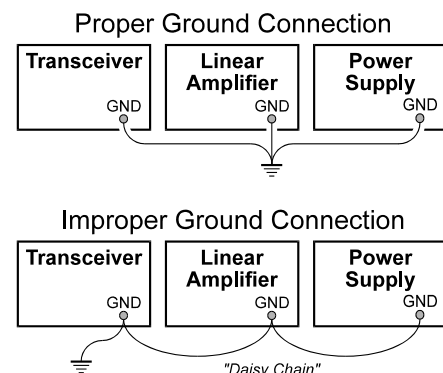 Proper Ground Connection
Transceiver
Linear
Amplifier
Power
Supply
GND
GND
GND
Improper Ground Connection
Transceiver
Linear
Amplifier
Power
Supply
GND
GND
GND
"Daisy Chain"